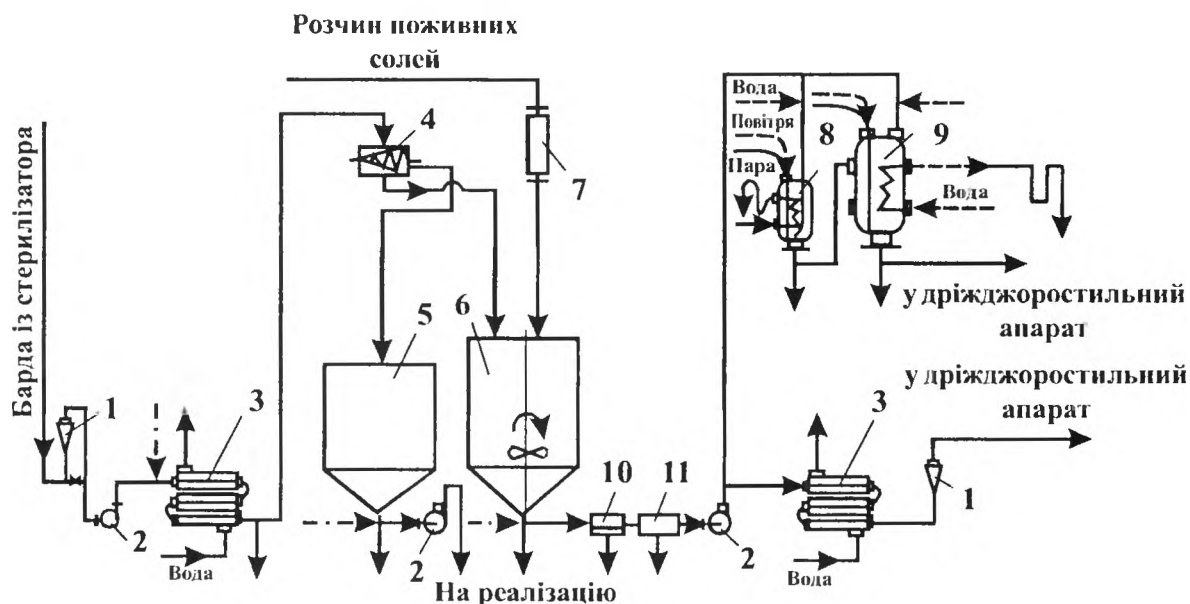 Розчин поживних
солей
Барда із стерилізатора
1
2
3
Вода
4
7
5
6
2
На реалізацію
10
11
2
Вода
Повітря
Пара
8
9
Вода
у дріжджоростильний
апарат
у дріжджоростильний
апарат
3
1
Вода